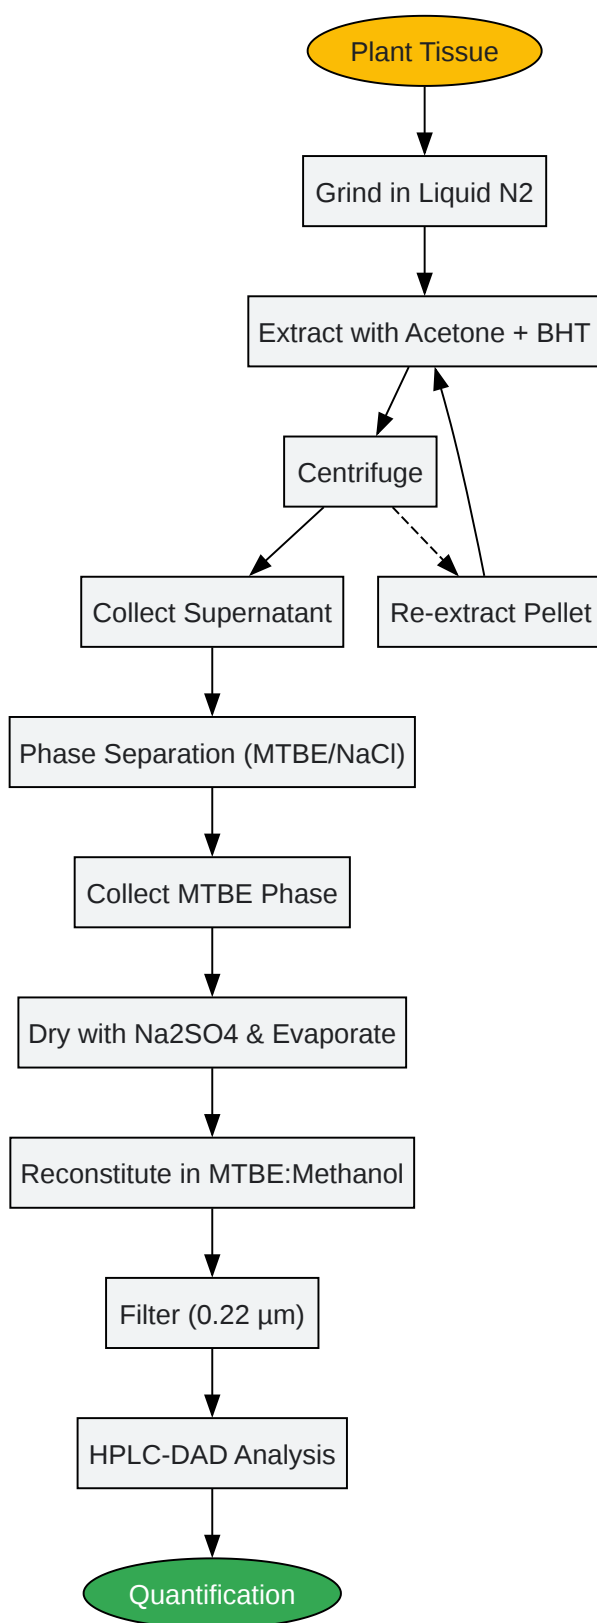 Plant Tissue
Grind in Liquid N2
Extract with Acetone + BHT
Centrifuge
Collect Supernatant
Re-extract Pellet
Phase Separation (MTBE/NaCl)
Collect MTBE Phase
Dry with Na2SO4 & Evaporate
Reconstitute in MTBE:Methanol
Filter (0.22 µm)
HPLC-DAD Analysis
Quantification